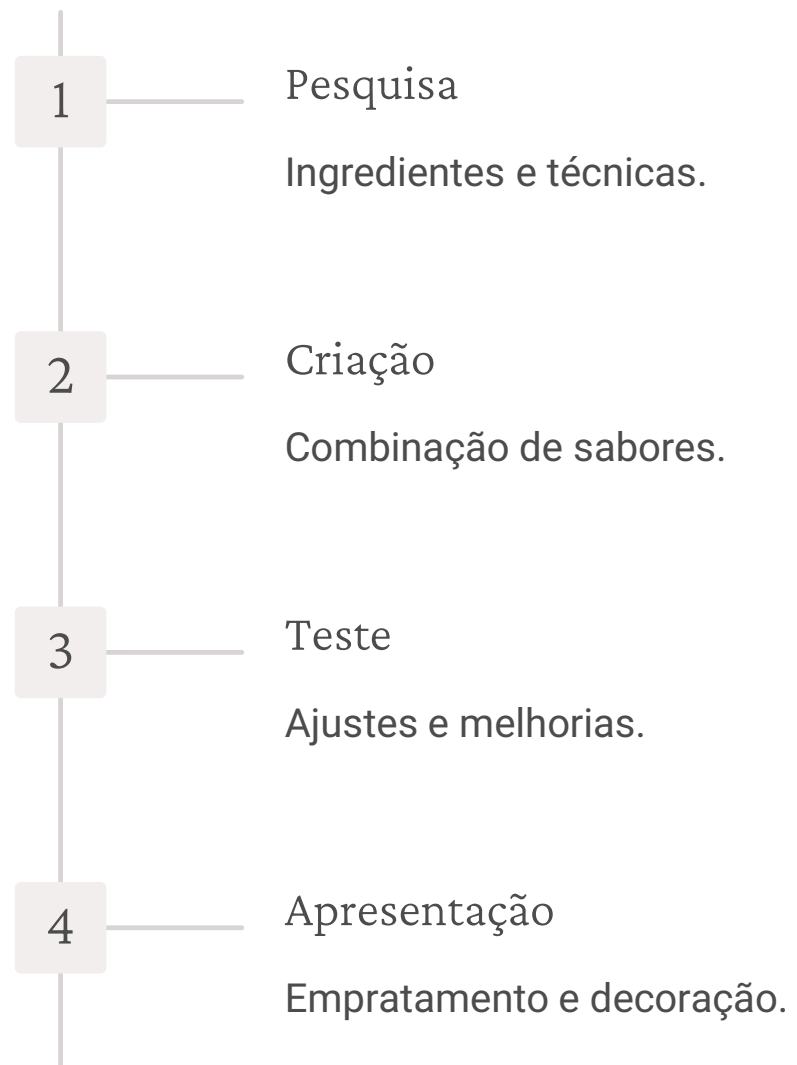 1
Pesquisa
Ingredientes e técnicas.
2
Criação
Combinação de sabores.
3
Teste
Ajustes e melhorias.
4
Apresentação
Empratamento e decoração.